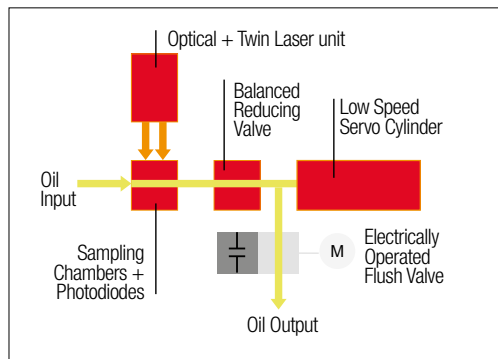 Optical + Twin Laser unit
Balanced
Reducing
Valve
Low Speed
Servo Cylinder
Oil
Input
Sampling
Chambers +
Photodiodes
M
Electrically
Operated
Flush Valve
Oil Output